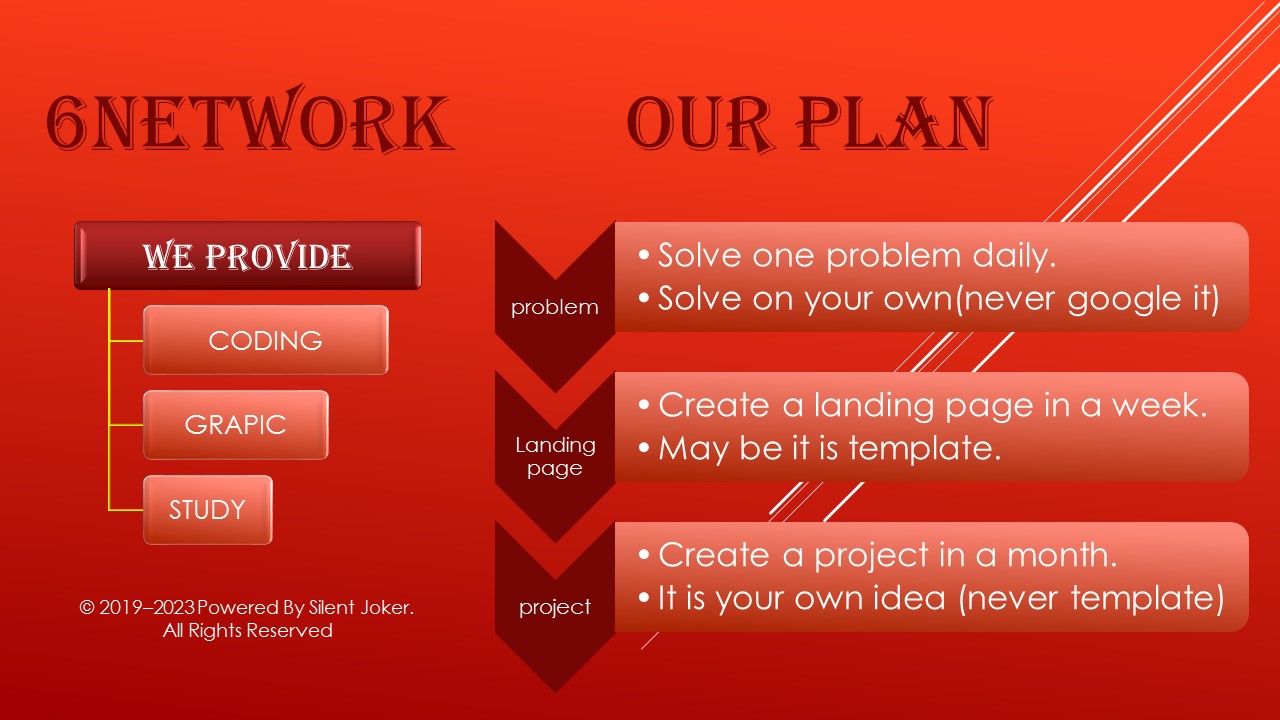 6NETWORK
WE PROVIDE
CODING
GRAPIC
STUDY
© 2019–2023Powered By Silent Joker.
All Rights Reserved
OUR PLAN
problem
•Solve one problem daily.
•Solve on your own(never google it)
Landing
page
•Create a landing page in a week.
•May be it is template.
project
•Create a project in a month.
•It is your own idea (never template)